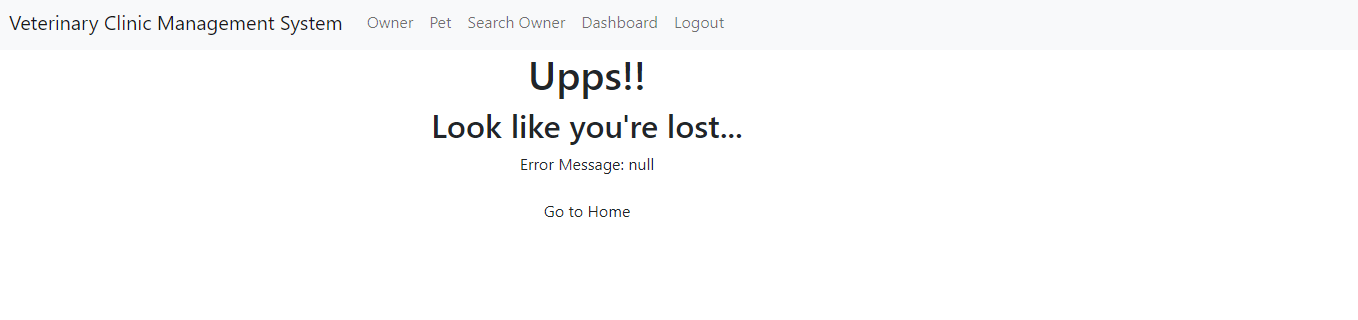 Veterinary Clinic Management System Owner Pet Search Owner Dashboard Logout
Upps!!
Look like you're lost...
Error Message: null
Go to Home